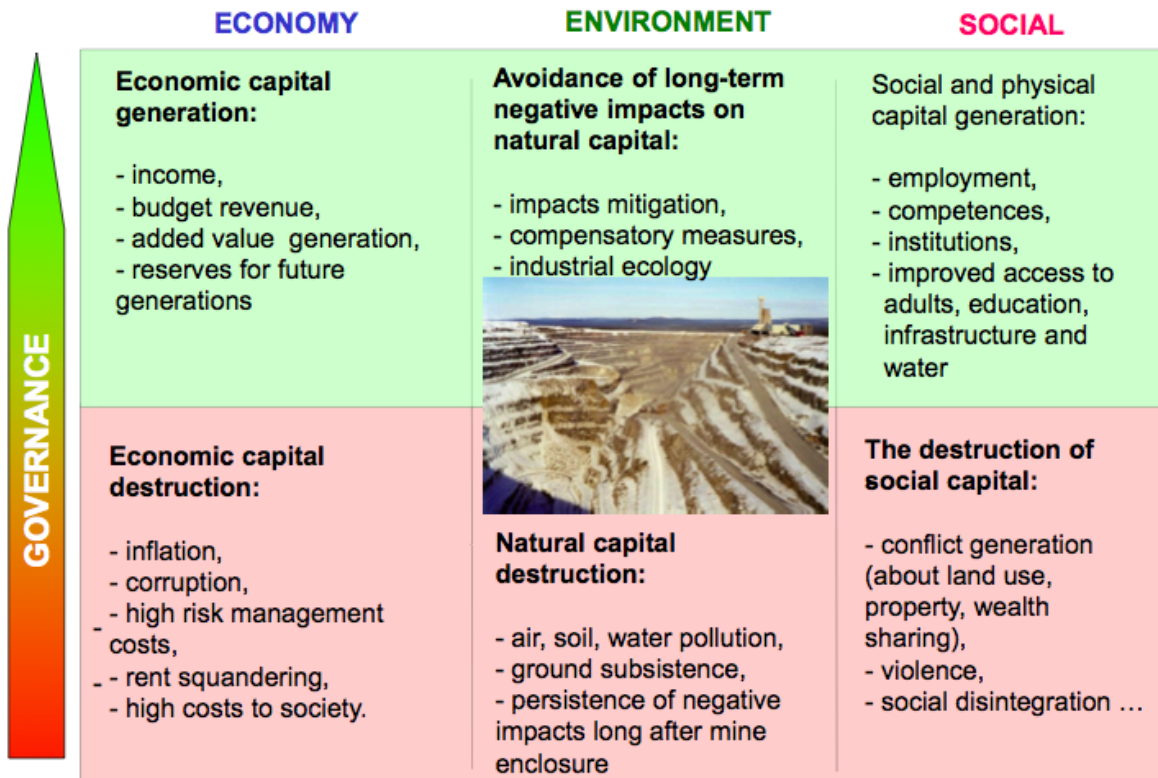 ECONOMY
ENVIRONMENT
SOCIAL
GOVERNANCE
Economic capital
generation:
- income,
- budget revenue,
- added value generation,
- reserves for future
generations
Avoidance of long-term
negative impacts on
natural capital:
- impacts mitigation,
- compensatory measures,
- industrial ecology
Social and physical
capital generation:
- employment,
- competences,
- institutions,
- improved access to
adults, education,
infrastructure and
water
Economic capital
destruction:
- inflation,
- corruption,
- - high risk management
costs,
- - rent squandering,
- high costs to society.
Natural capital
destruction:
- air, soil, water pollution,
- ground subsistence,
- persistence of negative
impacts long after mine
enclosure
The destruction of
social capital:
- conflict generation
(about land use,
property, wealth
sharing),
- violence,
- social disintegration …